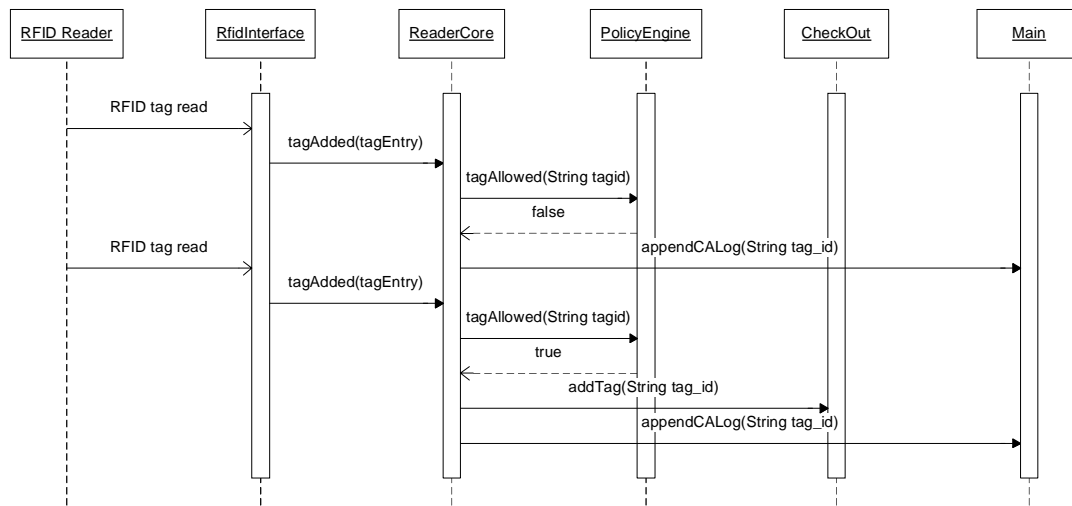 RFID Reader
RfidInterface
ReaderCore
PolicyEngine
CheckOut
Main
RFID tag read
tagAdded(tagEntry)
tagAllowed(String tagid)
false
RFID tag read
appendCALog(String tag_id)
tagAdded(tagEntry)
tagAllowed(String tagid)
true
addTag(String tag_id)
appendCALog(String tag_id)